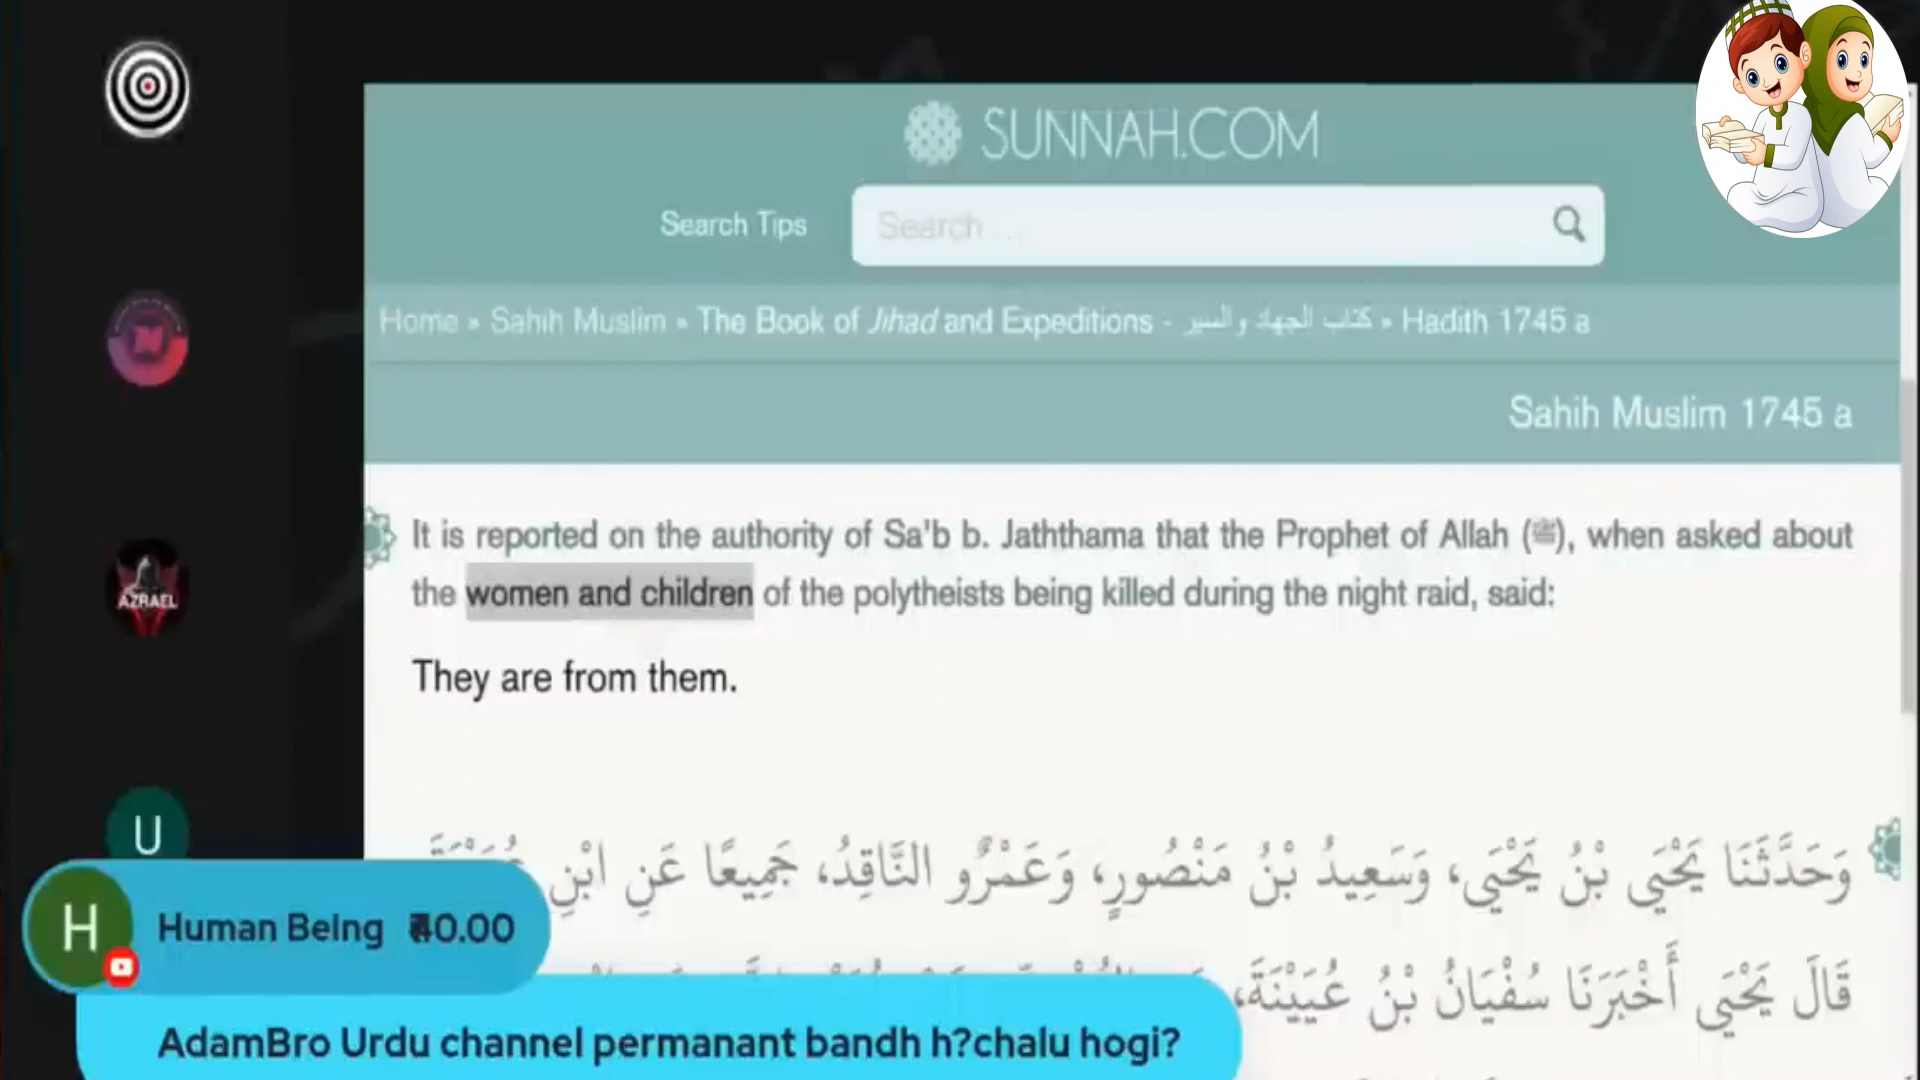 SUNNAH.COM
Search Tips
Search ...
Home » Sahih Muslim » The Book of Jihad and Expeditions - كتاب الجهاد والسير » Hadith 1745 a
Sahih Muslim 1745 a
It is reported on the authority of Sa'b b. Jaththama that the Prophet of Allah (ﷺ), when asked about
the women and children of the polytheists being killed during the night raid, said:
They are from them.
AZRAEL
U
وَحَدَّثَنَا يَحْيَى بْنُ يَحْيَى، وَسَعِيدُ بْنُ مَنْصُورٍ، وَعَمْرٌو النَّاقِدُ، جَمِيعًا عَنِ ابْنِ
H
Human Being
قَالَ يَحْيَى أَخْبَرَنَا سُفْيَانُ بْنُ عُيَيْنَةَ،
AdamBro Urdu channel permanant bandh h?chalu hogi?